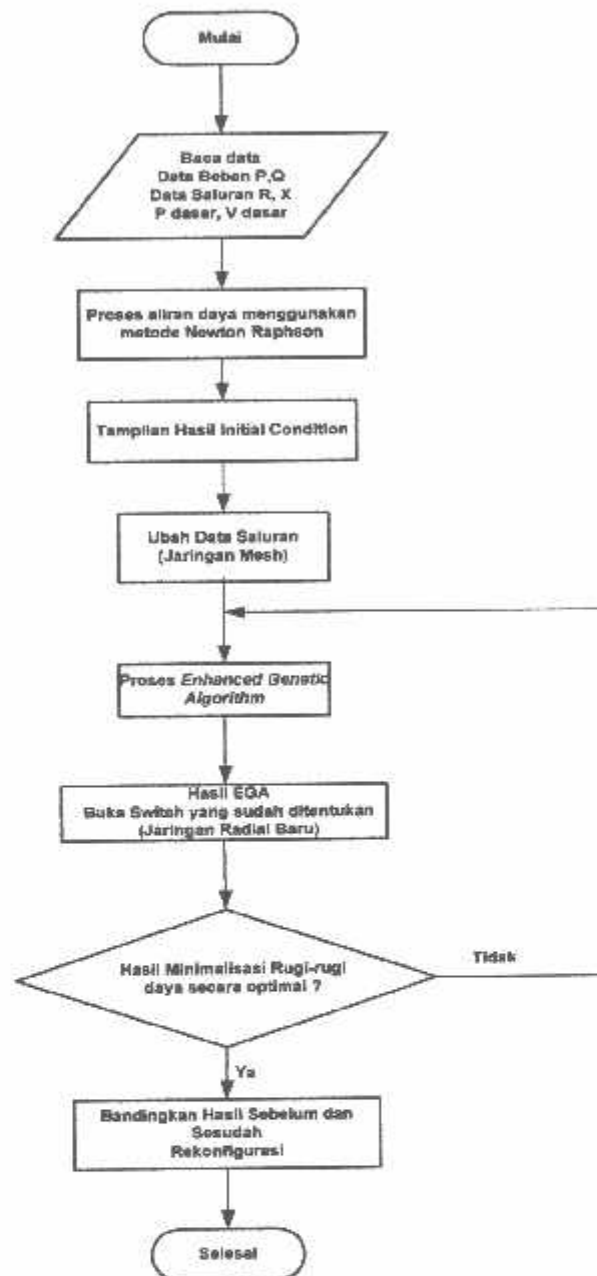 Mulai
Baca data
Data Beban P,Q
Data Saluran R, X
P dasar, V dasar
Proses aliran daya menggunakan
metode Newton Raphson
Tampilan Hasil Initial Condition
Ubah Data Saluran
(Jaringan Mesh)
Proses Enhanced Genetic
Algorithm
Hasil EGA
Buka Switch yang sudah ditentukan
(Jaringan Radial Baru)
Hasil Minimalisasi Rugi-rugi
daya secara optimal ?
Tidak
Ya
Bandingkan Hasil Sebelum dan
Sesudah
Rekonfigurasi
Selesai